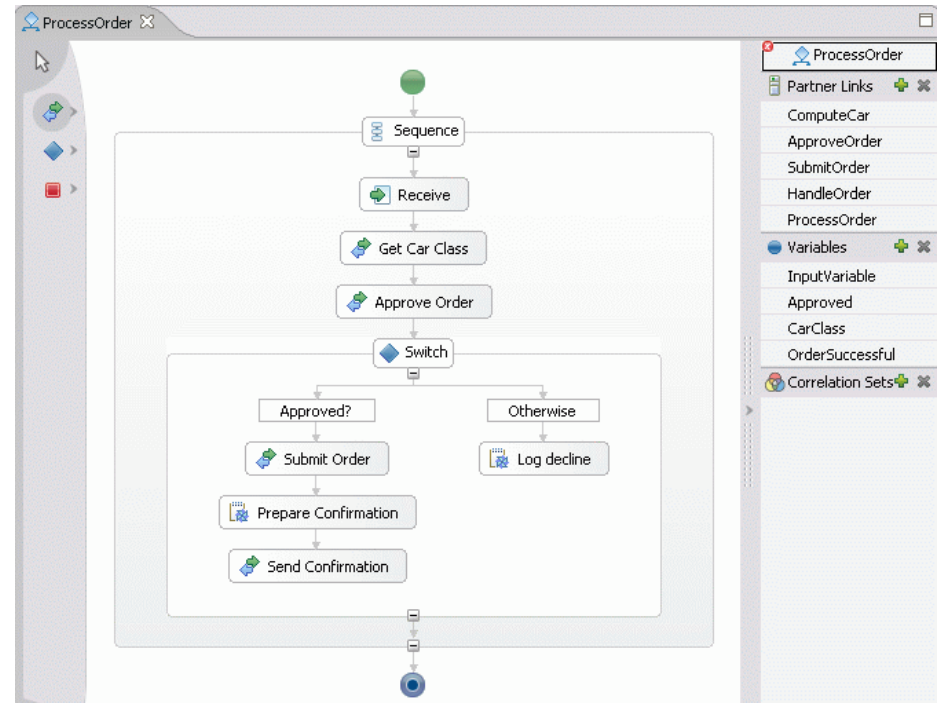 ProcessOrder
Sequence
Receive
Get Car Class
Approve Order
Switch
Approved?
Otherwise
Submit Order
Log decline
Prepare Confirmation
Send Confirmation
ProcessOrder
Partner Links
ComputeCar
ApproveOrder
SubmitOrder
HandleOrder
ProcessOrder
Variables
InputVariable
Approved
CarClass
OrderSuccessful
Correlation Sets